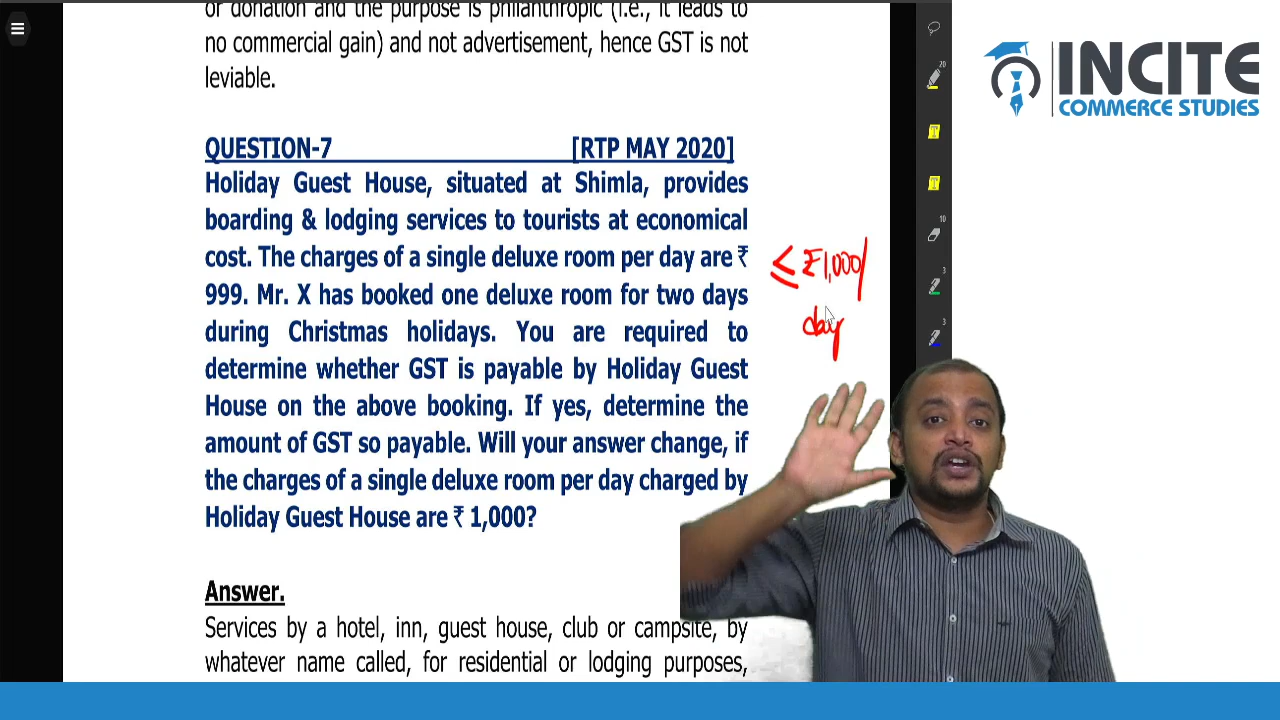 or donation and the purpose is philanthropic (i.e., it leads to
no commercial gain) and not advertisement, hence GST is not
leviable.
INCITE
COMMERCE STUDIES
QUESTION-7 [RTP MAY 2020]
Holiday Guest House, situated at Shimla, provides
boarding & lodging services to tourists at economical
cost. The charges of a single deluxe room per day are ₹
999. Mr. X has booked one deluxe room for two days
during Christmas holidays. You are required to
determine whether GST is payable by Holiday Guest
House on the above booking. If yes, determine the
amount of GST so payable. Will your answer change, if
the charges of a single deluxe room per day charged by
Holiday Guest House are ₹ 1,000?
≤ ₹1,000/
day
Answer.
Services by a hotel, inn, guest house, club or campsite, by
whatever name called, for residential or lodging purposes,
20
T
T
10
3
3